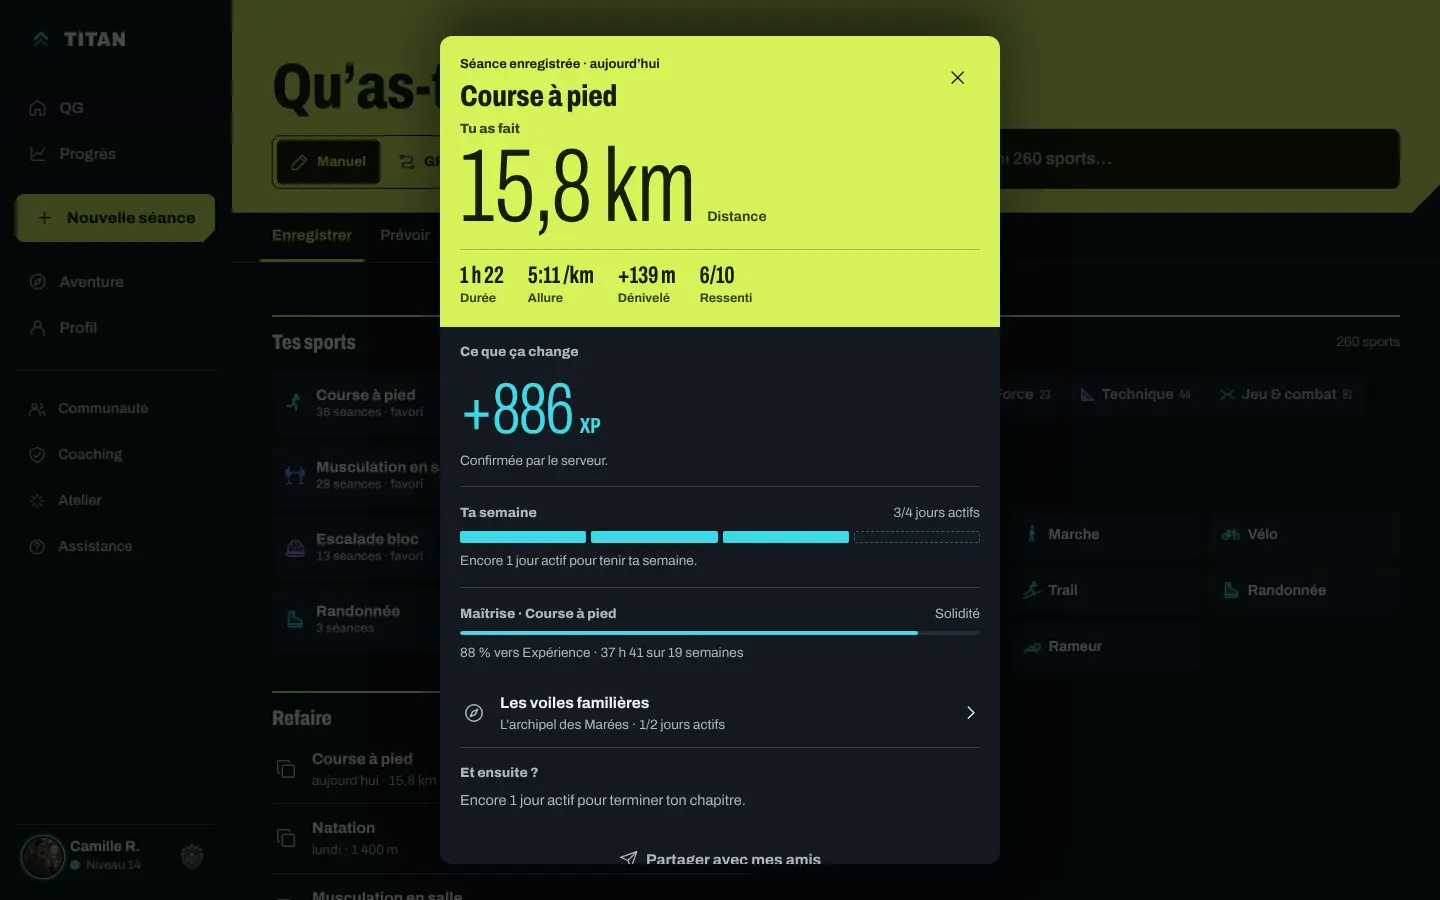 TITAN
QG
Progrès
Nouvelle séance
Aventure
Profil
Communauté
Coaching
Atelier
Assistance
Camille R.
Niveau 14
Qu’as-t
Manuel
GP
ni 260 sports…
Enregistrer
Prévoir
Tes sports
260 sports
Course à pied
36 séances · favori
Musculation en s
28 séances · favori
Escalade bloc
13 séances · favori
Randonnée
3 séances
Force 23
Technique 44
Jeu & combat 81
Marche
Vélo
Trail
Randonnée
Rameur
Refaire
Course à pied
aujourd’hui · 15,8 km
Natation
lundi · 1 400 m
Musculation en salle
Séance enregistrée · aujourd’hui
Course à pied
Tu as fait
15,8 km Distance
1 h 22 5:11 /km +139 m 6/10
Durée Allure Dénivelé Ressenti
Ce que ça change
+886 XP
Confirmée par le serveur.
Ta semaine 3/4 jours actifs
Encore 1 jour actif pour tenir ta semaine.
Maîtrise · Course à pied Solidité
88 % vers Expérience · 37 h 41 sur 19 semaines
Les voiles familières
L’archipel des Marées · 1/2 jours actifs
Et ensuite ?
Encore 1 jour actif pour terminer ton chapitre.
Partager avec mes amis